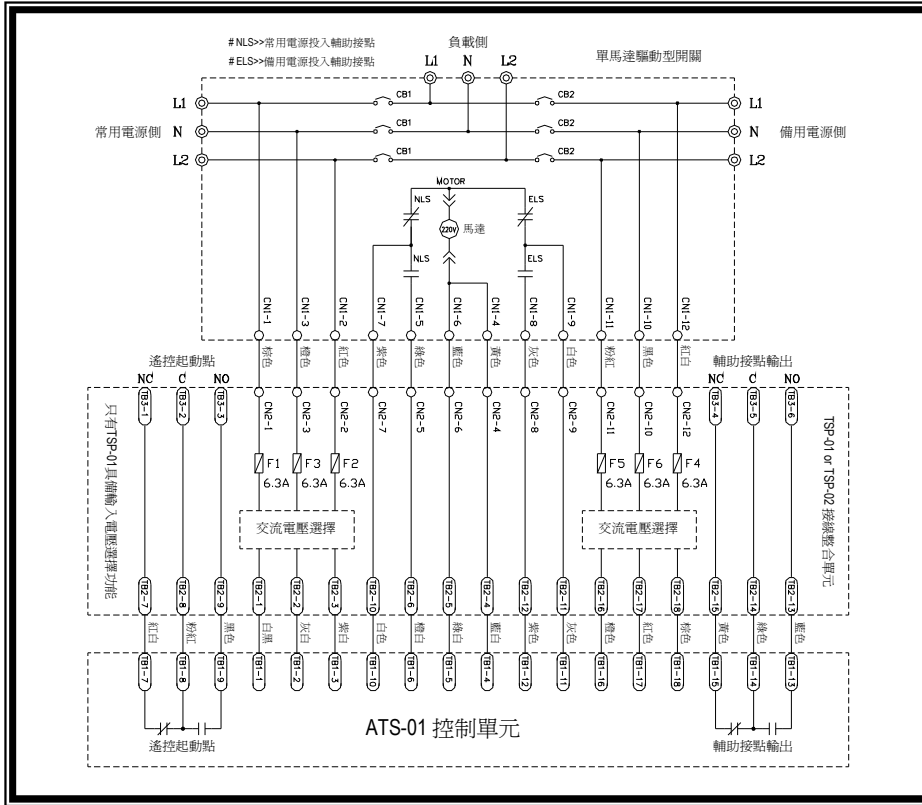 # NLS>>常用電源投入輔助接點
# ELS>>備用電源投入輔助接點
負載側
單馬達驅動型開關
L1 N L2
L1 CB1 CB2 L1
常用電源側 N CB1 CB2 N 備用電源側
L2 CB1 CB2 L2
MOTOR
NLS ELS
220V 馬達
NLS ELS
CN1-1 CN1-3 CN1-2 CN1-7 CN1-5 CN1-6 CN1-4 CN1-8 CN1-9 CN1-11 CN1-10 CN1-12
棕色 橙色 紅色 紫色 綠色 藍色 黃色 灰色 白色 粉紅 黑色 紅白
遙控起動點 輔助接點輸出
NC C NO NC C NO
TB3-1 TB3-2 TB3-3 CN2-1 CN2-3 CN2-2 CN2-7 CN2-5 CN2-6 CN2-4 CN2-8 CN2-9 CN2-11 CN2-10 CN2-12 TB3-4 TB3-5 TB3-6
只有TSP-01具備輸入電壓選擇功能
TSP-01 or TSP-02 接線整合單元
F1 F3 F2 F5 F6 F4
6.3A 6.3A 6.3A 6.3A 6.3A 6.3A
交流電壓選擇 交流電壓選擇
TB2-7 TB2-8 TB2-9 TB2-1 TB2-2 TB2-3 TB2-10 TB2-6 TB2-5 TB2-4 TB2-12 TB2-11 TB2-16 TB2-17 TB2-18 TB2-15 TB2-14 TB2-13
紅白 粉紅 黑色 白黑 灰白 紫白 白色 橙白 綠白 藍白 紫色 灰色 橙色 紅色 棕色 黃色 綠色 藍色
TB1-7 TB1-8 TB1-9 TB1-1 TB1-2 TB1-3 TB1-10 TB1-6 TB1-5 TB1-4 TB1-12 TB1-11 TB1-16 TB1-17 TB1-18 TB1-15 TB1-14 TB1-13
ATS-01 控制單元
遙控起動點 輔助接點輸出